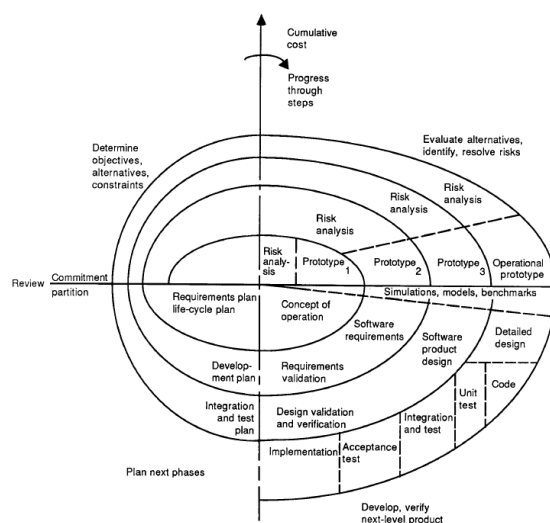 Cumulative
cost
Progress
through
steps
Evaluate alternatives,
identify, resolve risks
Determine
objectives,
alternatives,
constraints
Risk
analysis
Risk
analysis
Risk
analysis
Risk
analy-
sis
Prototype
1
Prototype
2
Prototype
3
Operational
prototype
Review
Commitment
partition
Simulations, models, benchmarks
Requirements plan
life-cycle plan
Concept of
operation
Software
requirements
Software
product
design
Detailed
design
Develop-
ment plan
Requirements
validation
Code
Unit
test
Integration
and test
plan
Design validation
and verification
Integration
and test
Acceptance
test
Implementation
Plan next phases
Develop, verify
next-level product